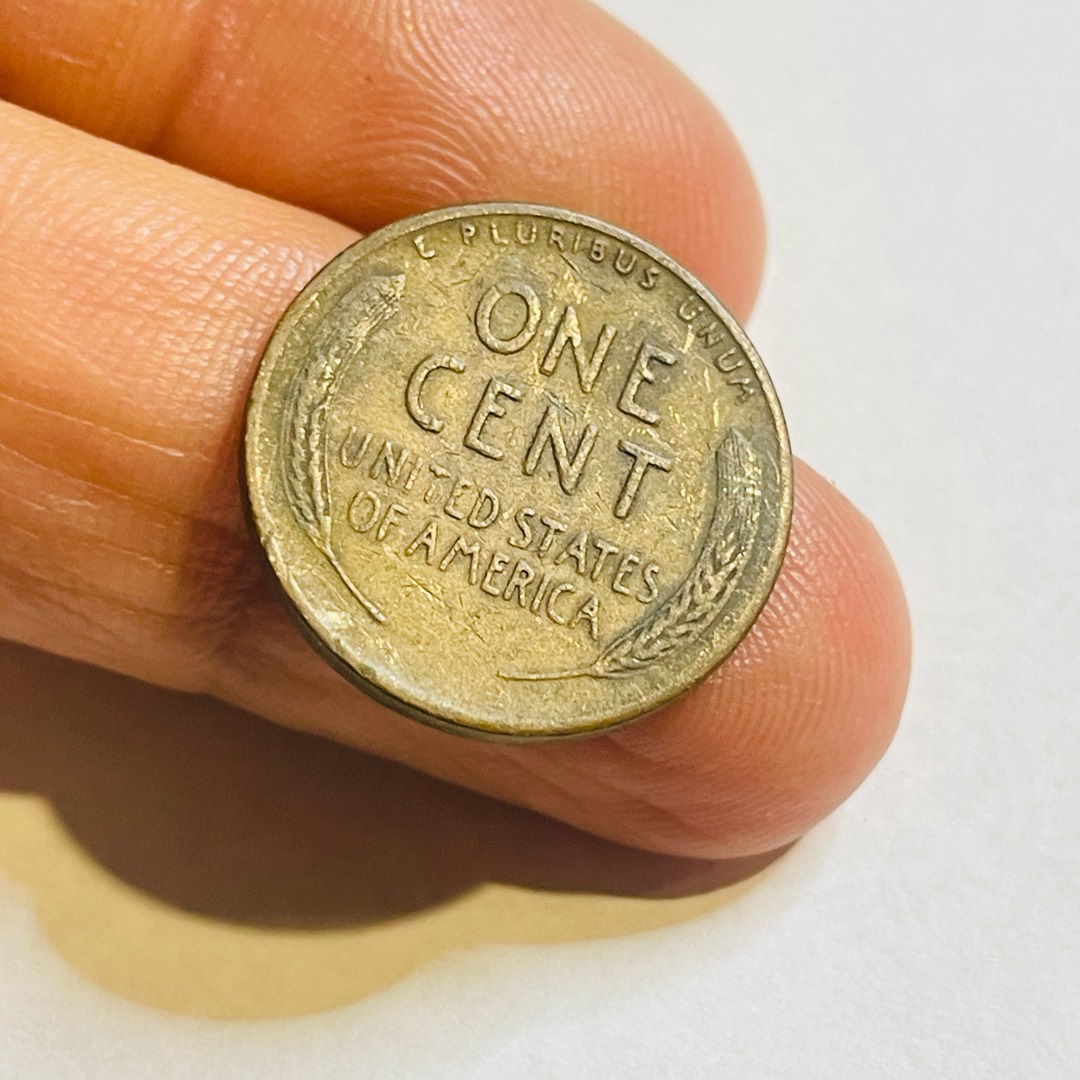 E·PLURIBUS UNUM
ONE
CENT
UNITED STATES
OF AMERICA